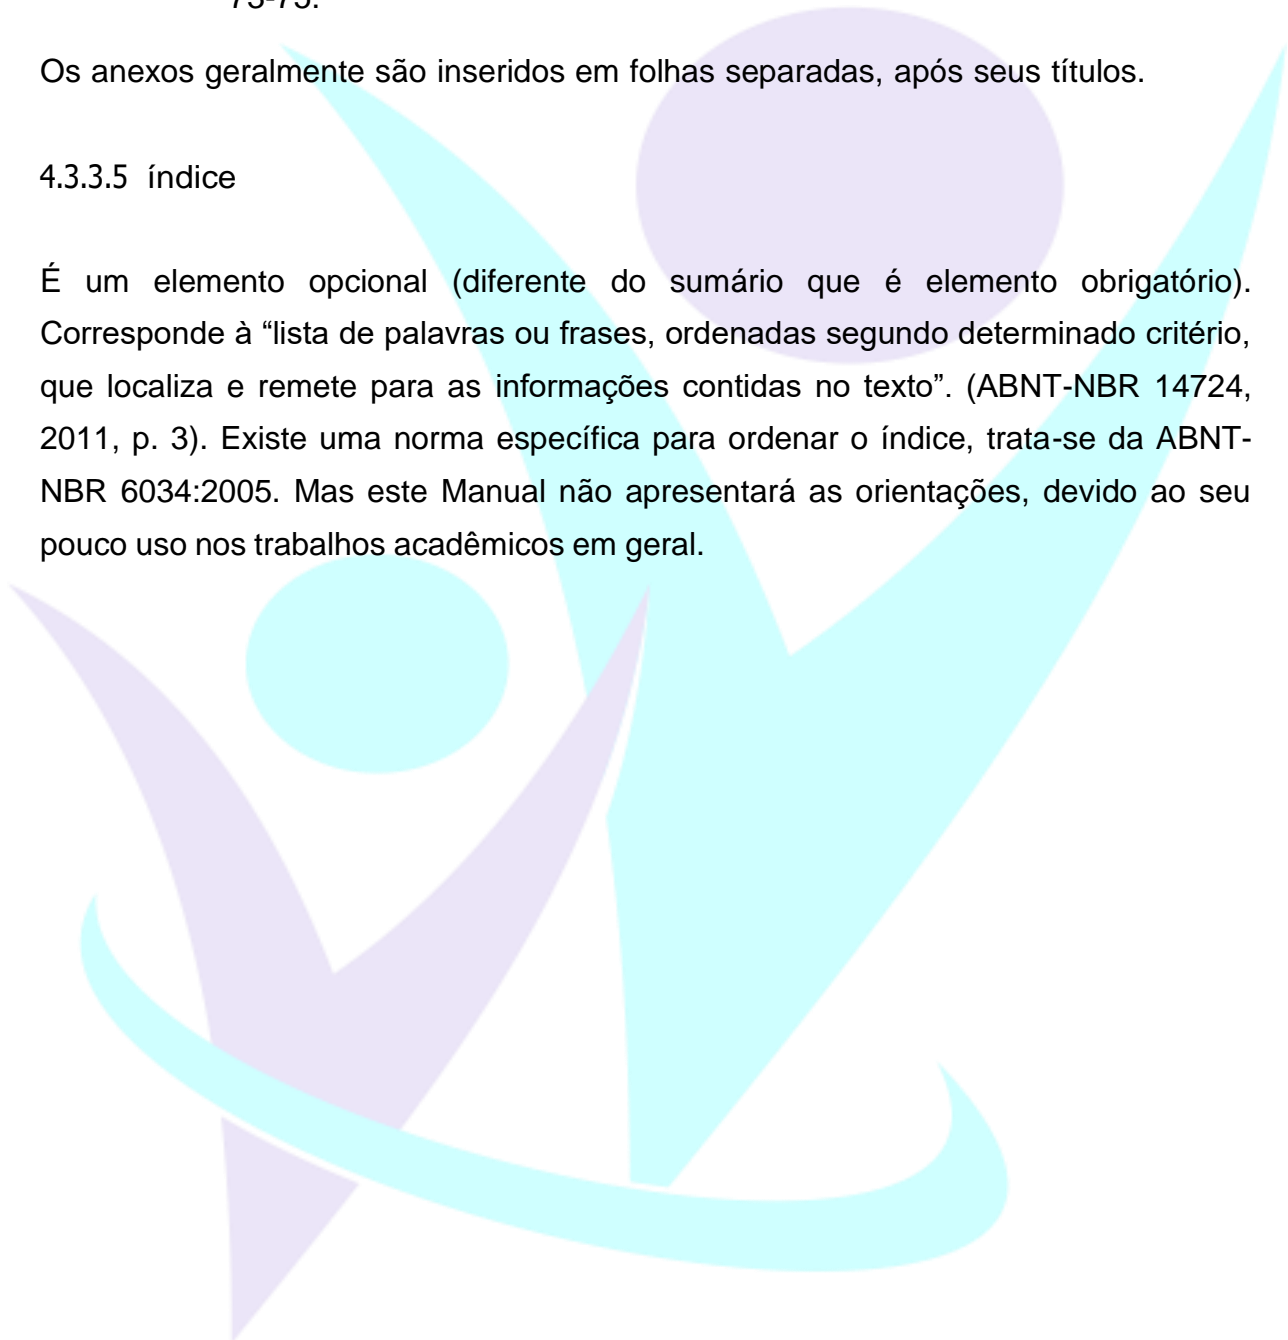 73-75.
Os anexos geralmente são inseridos em folhas separadas, após seus títulos.
4.3.3.5 índice
É um elemento opcional (diferente do sumário que é elemento obrigatório).
Corresponde à “lista de palavras ou frases, ordenadas segundo determinado critério,
que localiza e remete para as informações contidas no texto”. (ABNT-NBR 14724,
2011, p. 3). Existe uma norma específica para ordenar o índice, trata-se da ABNT-
NBR 6034:2005. Mas este Manual não apresentará as orientações, devido ao seu
pouco uso nos trabalhos acadêmicos em geral.